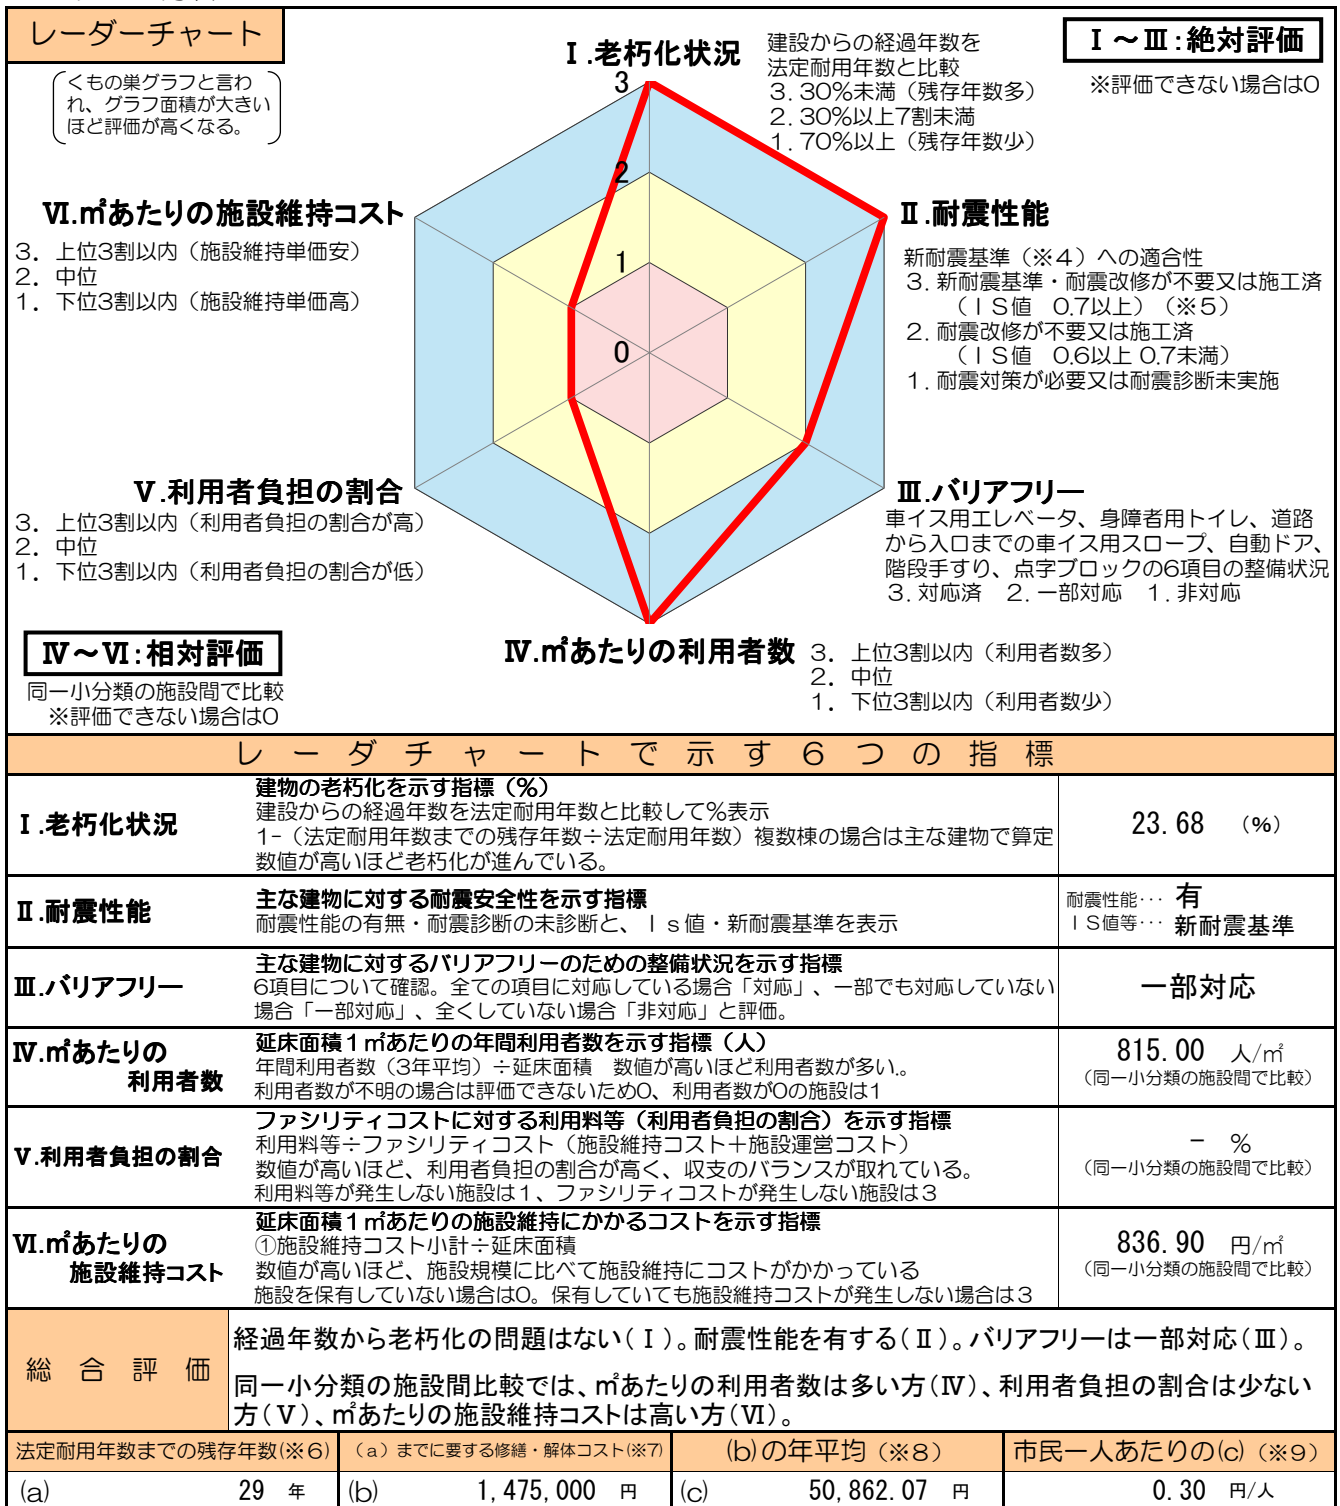 レーダーチャート
くもの巣グラフと言わ
れ、グラフ面積が大きい
ほど評価が高くなる。
Ⅰ.老朽化状況
建設からの経過年数を
法定耐用年数と比較
3.30%未満（残存年数多）
2.30%以上7割未満
1.70%以上（残存年数少）
Ⅰ～Ⅲ:絶対評価
※評価できない場合は0
3
2
1
0
Ⅵ.㎡あたりの施設維持コスト
3．上位3割以内（施設維持単価安）
2．中位
1．下位3割以内（施設維持単価高）
Ⅱ.耐震性能
新耐震基準（※4）への適合性
3.新耐震基準・耐震改修が不要又は施工済
（ＩＳ値　0.7以上）（※5）
2.耐震改修が不要又は施工済
（ＩＳ値　0.6以上 0.7未満）
1.耐震対策が必要又は耐震診断未実施
Ⅴ.利用者負担の割合
3．上位3割以内（利用者負担の割合が高）
2．中位
1．下位3割以内（利用者負担の割合が低）
Ⅲ.バリアフリー
車イス用エレベータ、身障者用トイレ、道路
から入口までの車イス用スロープ、自動ドア、
階段手すり、点字ブロックの6項目の整備状況
3.対応済　2.一部対応　1.非対応
Ⅳ～Ⅵ:相対評価
同一小分類の施設間で比較
※評価できない場合は0
Ⅳ.㎡あたりの利用者数
3．上位3割以内（利用者数多）
2．中位
1．下位3割以内（利用者数少）
レーダチャートで示す6つの指標
Ⅰ.老朽化状況
建物の老朽化を示す指標（%）
建設からの経過年数を法定耐用年数と比較して%表示
1-（法定耐用年数までの残存年数÷法定耐用年数）複数棟の場合は主な建物で算定
数値が高いほど老朽化が進んでいる。
23.68　（%）
Ⅱ.耐震性能
主な建物に対する耐震安全性を示す指標
耐震性能の有無・耐震診断の未診断と、Ｉｓ値・新耐震基準を表示
耐震性能… 有
ＩＳ値等… 新耐震基準
Ⅲ.バリアフリー
主な建物に対するバリアフリーのための整備状況を示す指標
6項目について確認。全ての項目に対応している場合「対応」、一部でも対応していない
場合「一部対応」、全くしていない場合「非対応」と評価。
一部対応
Ⅳ.㎡あたりの
利用者数
延床面積１㎡あたりの年間利用者数を示す指標（人）
年間利用者数（3年平均）÷延床面積　数値が高いほど利用者数が多い。
利用者数が不明の場合は評価できないため0、利用者数が0の施設は1
815.00　人/㎡
（同一小分類の施設間で比較）
Ⅴ.利用者負担の割合
ファシリティコストに対する利用料等（利用者負担の割合）を示す指標
利用料等÷ファシリティコスト（施設維持コスト＋施設運営コスト）
数値が高いほど、利用者負担の割合が高く、収支のバランスが取れている。
利用料等が発生しない施設は１、ファシリティコストが発生しない施設は３
-　%
（同一小分類の施設間で比較）
Ⅵ.㎡あたりの
施設維持コスト
延床面積１㎡あたりの施設維持にかかるコストを示す指標
①施設維持コスト小計÷延床面積
数値が高いほど、施設規模に比べて施設維持にコストがかかっている
施設を保有していない場合は0。保有していても施設維持コストが発生しない場合は３
836.90　円/㎡
（同一小分類の施設間で比較）
総合評価
経過年数から老朽化の問題はない(Ⅰ)。耐震性能を有する(Ⅱ)。バリアフリーは一部対応(Ⅲ)。
同一小分類の施設間比較では、㎡あたりの利用者数は多い方(Ⅳ)、利用者負担の割合は少ない
方(Ⅴ)、㎡あたりの施設維持コストは高い方(Ⅵ)。
法定耐用年数までの残存年数(※6)
（a）までに要する修繕・解体コスト(※7)
(b)の年平均（※8）
市民一人あたりの(c)（※9）
(a)　29　年
(b)　1,475,000　円
(c)　50,862.07　円
0.30　円/人